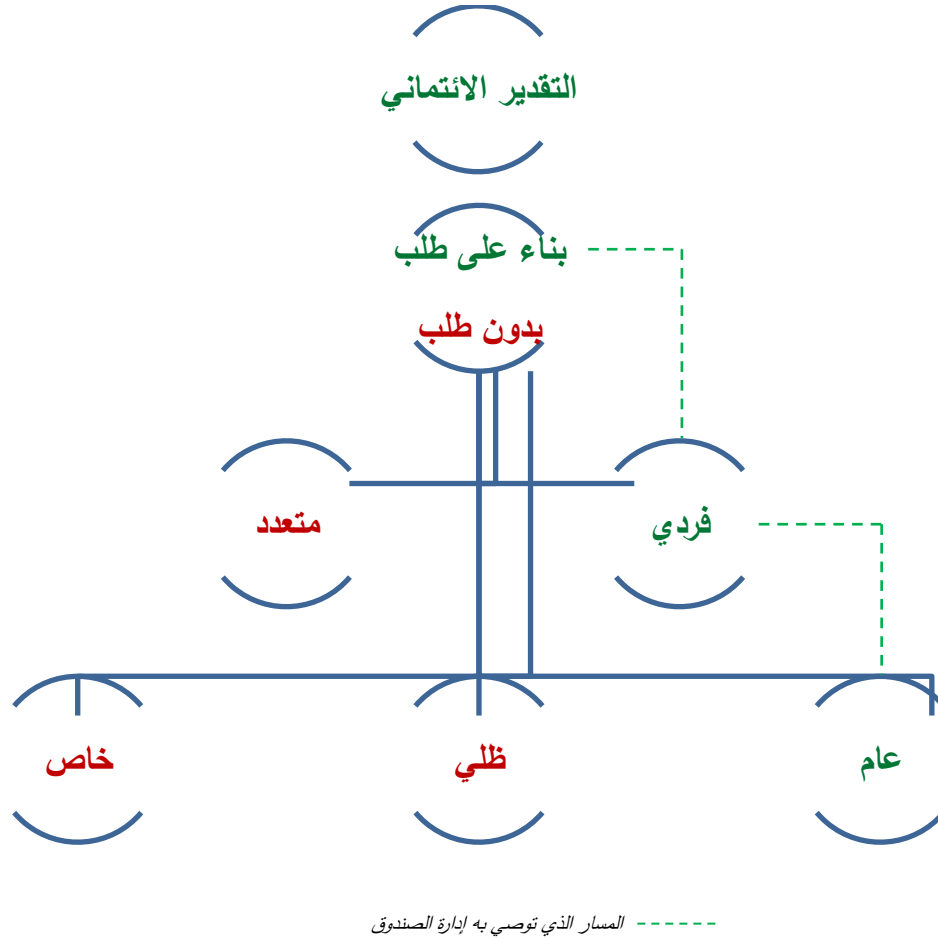 التقدير الائتماني
بناء على طلب
بدون طلب
فردي
متعدد
عام
ظلي
خاص
المسار الذي توصي به إدارة الصندوق